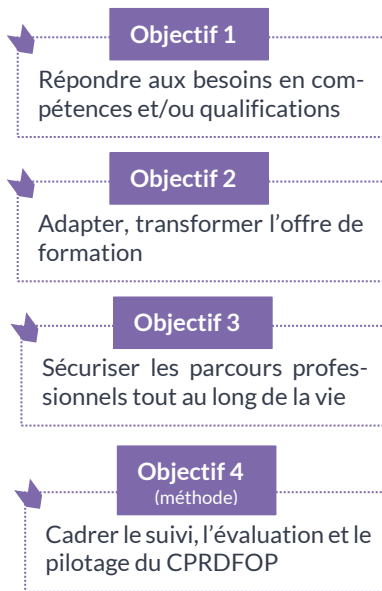 Objectif 1
Répondre aux besoins en com-
pétences et/ou qualifications
Objectif 2
Adapter, transformer l'offre de
formation
Objectif 3
Sécuriser les parcours profes-
sionnels tout au long de la vie
Objectif 4
(méthode)
Cadrer le suivi, l'évaluation et le
pilotage du CPRDFOP